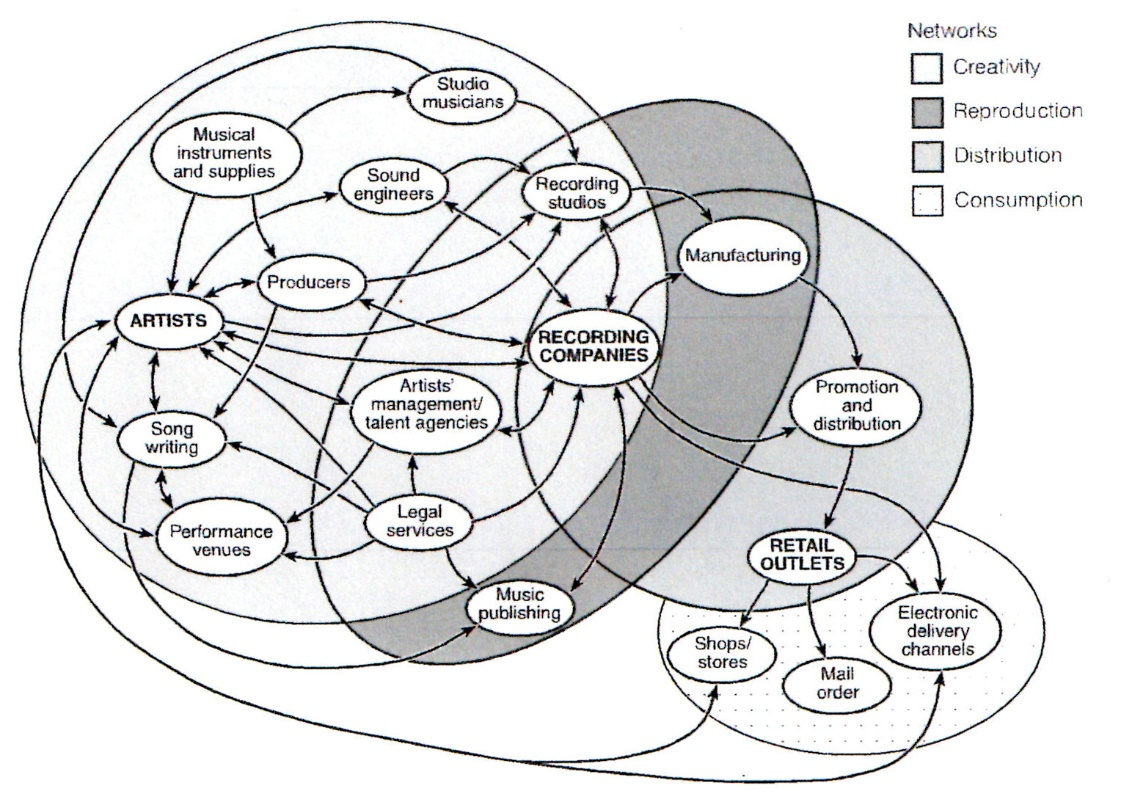 Networks
Creativity
Reproduction
Distribution
Consumption
Studio
musicians
Musical
instruments
and supplies
Sound
engineers
Recording
studios
Manufacturing
Producers
ARTISTS
RECORDING
COMPANIES
Artists'
management/
talent agencies
Promotion
and
distribution
Song
writing
Legal
services
Performance
venues
RETAIL
OUTLETS
Music
publishing
Electronic
delivery
channels
Shops/
stores
Mail
order